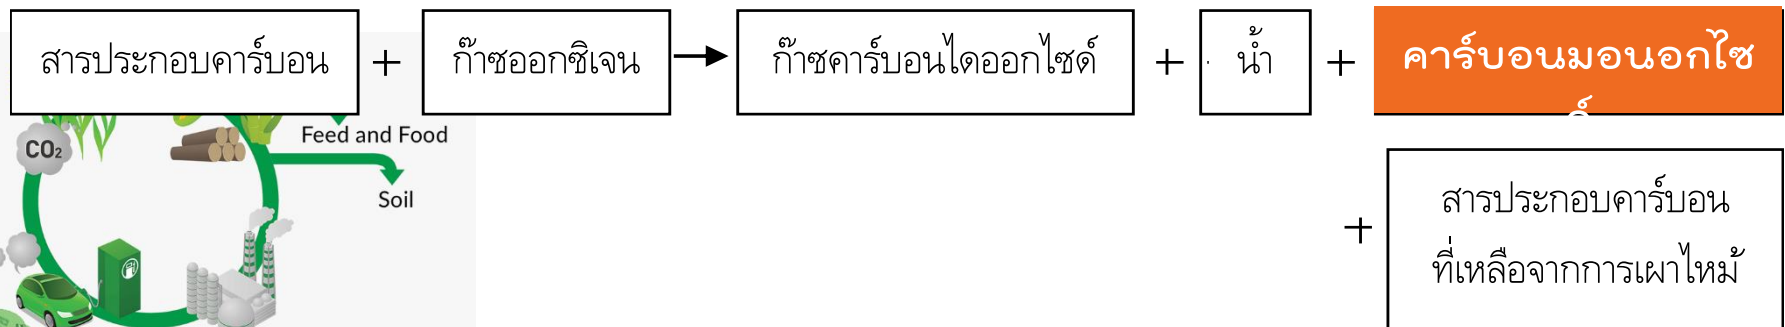 สารประกอบคาร์บอน + ก๊าซออกซิเจน → ก๊าซคาร์บอนไดออกไซด์ + น้ำ + คาร์บอนมอนอกไซ
Feed and Food
CO₂
Soil
+ สารประกอบคาร์บอน
ที่เหลือจากการเผาไหม้